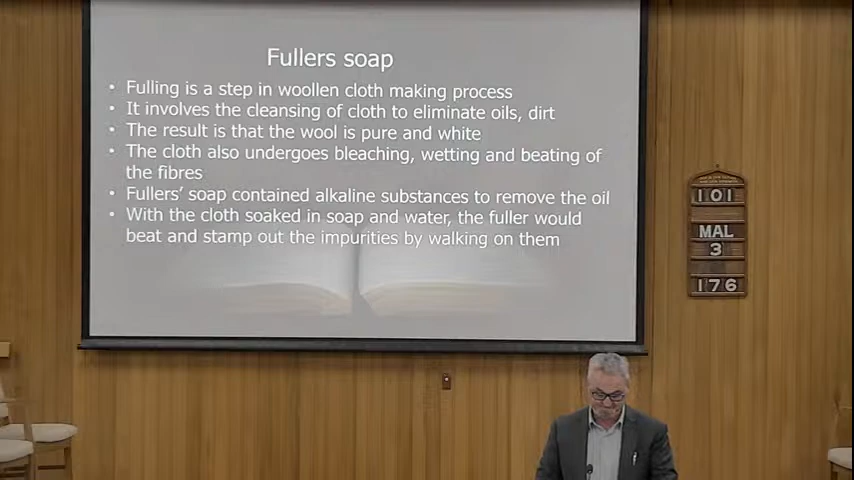 Fullers soap
• Fulling is a step in woollen cloth making process
• It involves the cleansing of cloth to eliminate oils, dirt
• The result is that the wool is pure and white
• The cloth also undergoes bleaching, wetting and beating of
the fibres
• Fullers' soap contained alkaline substances to remove the oil
• With the cloth soaked in soap and water, the fuller would
beat and stamp out the impurities by walking on them
101
MAL
3
176